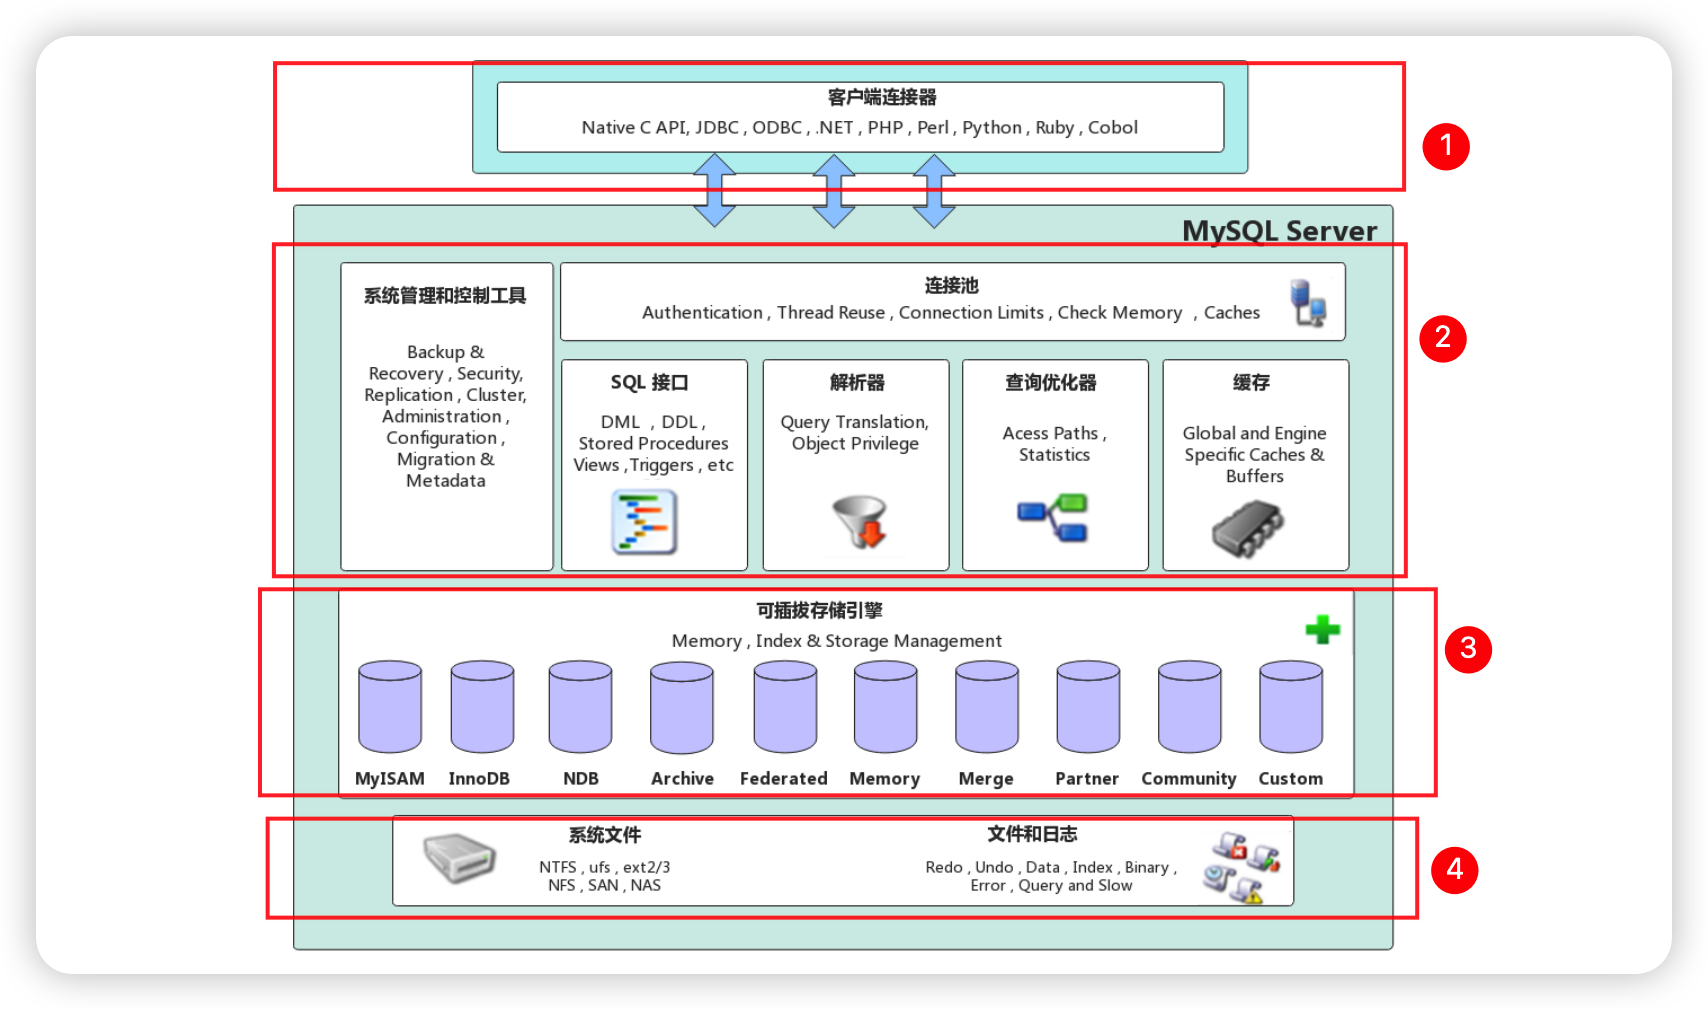 客户端连接器
Native C API, JDBC , ODBC , .NET , PHP , Perl , Python , Ruby , Cobol
1
MySQL Server
系统管理和控制工具
Backup &
Recovery , Security,
Replication , Cluster,
Administration ,
Configuration ,
Migration &
Metadata
连接池
Authentication , Thread Reuse , Connection Limits , Check Memory , Caches
SQL 接口
DML , DDL ,
Stored Procedures
Views ,Triggers , etc
解析器
Query Translation,
Object Privilege
查询优化器
Acess Paths ,
Statistics
缓存
Global and Engine
Specific Caches &
Buffers
2
可插拔存储引擎
Memory , Index & Storage Management
MyISAM
InnoDB
NDB
Archive
Federated
Memory
Merge
Partner
Community
Custom
3
系统文件
NTFS , ufs , ext2/3
NFS , SAN , NAS
文件和日志
Redo , Undo , Data , Index , Binary ,
Error , Query and Slow
4